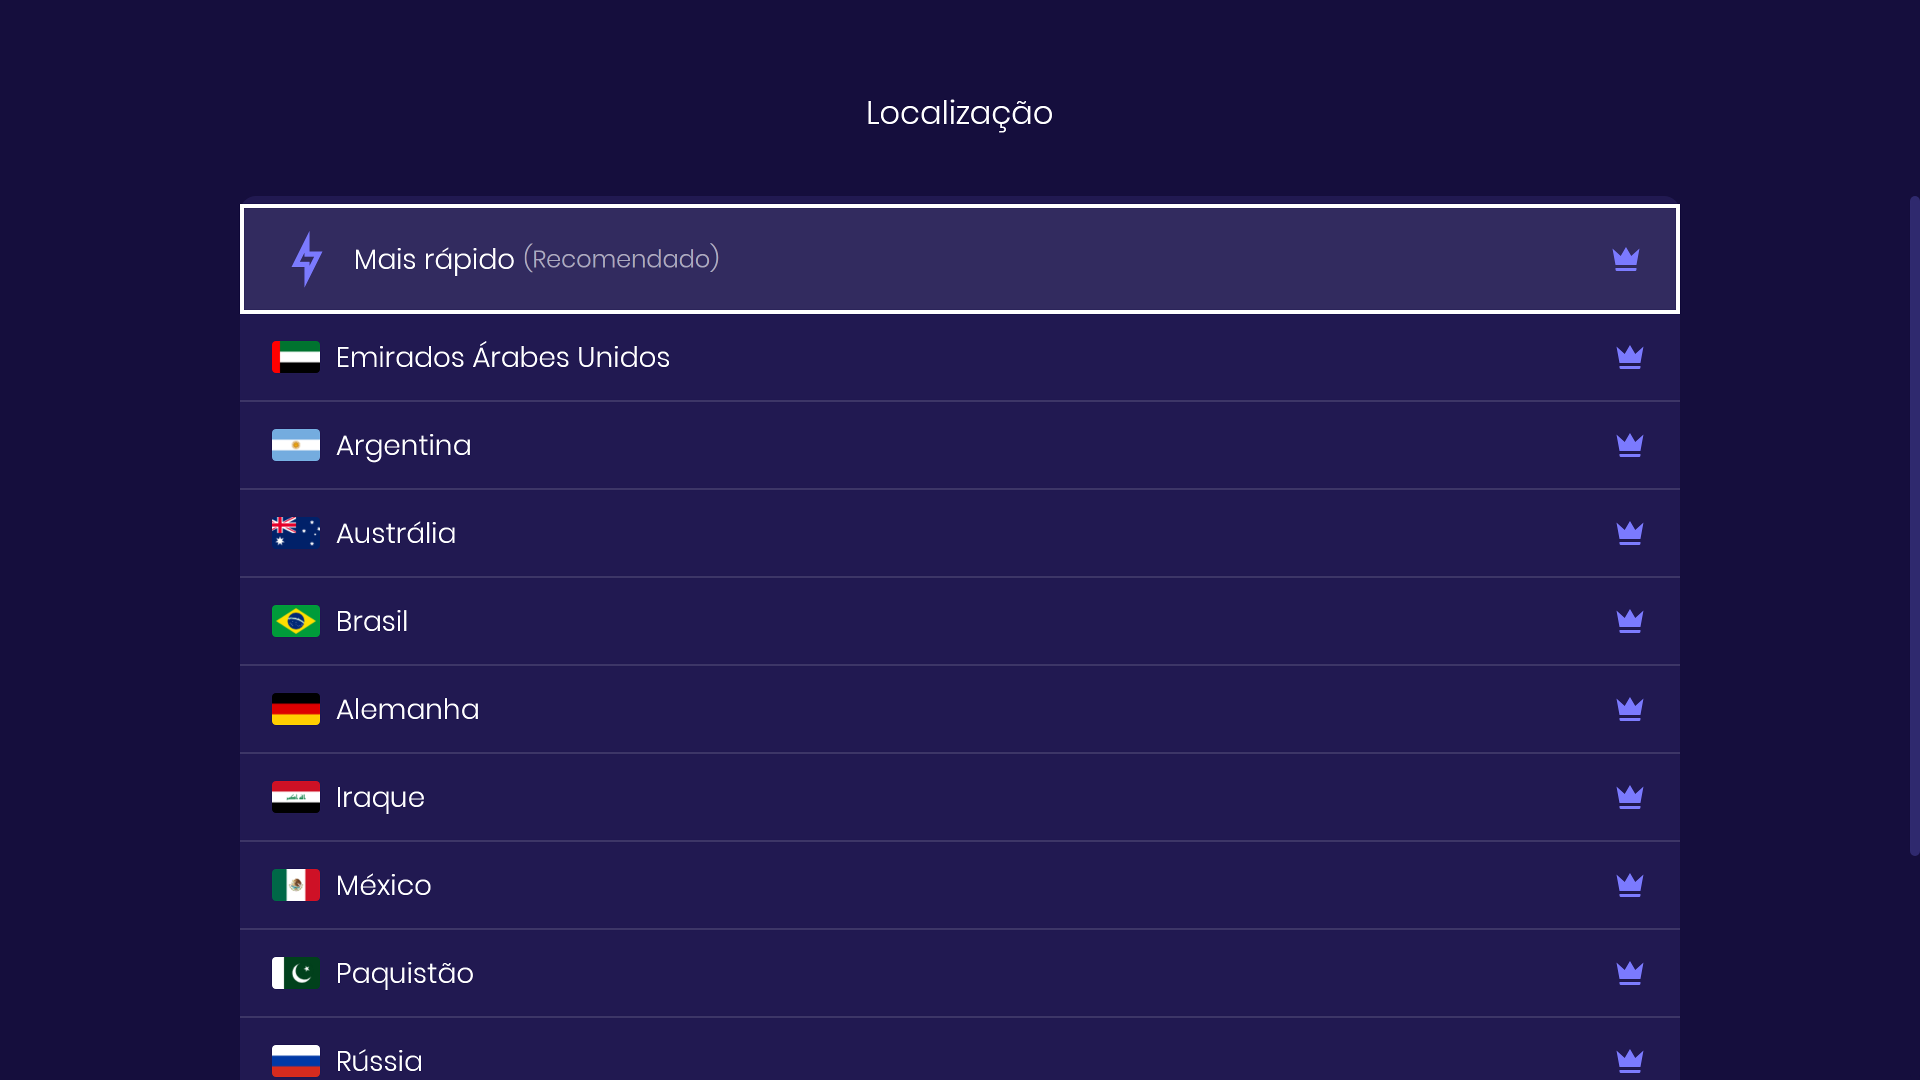 Localização
Mais rápido (Recomendado)
Emirados Árabes Unidos
Argentina
Austrália
Brasil
Alemanha
Iraque
México
Paquistão
Rússia